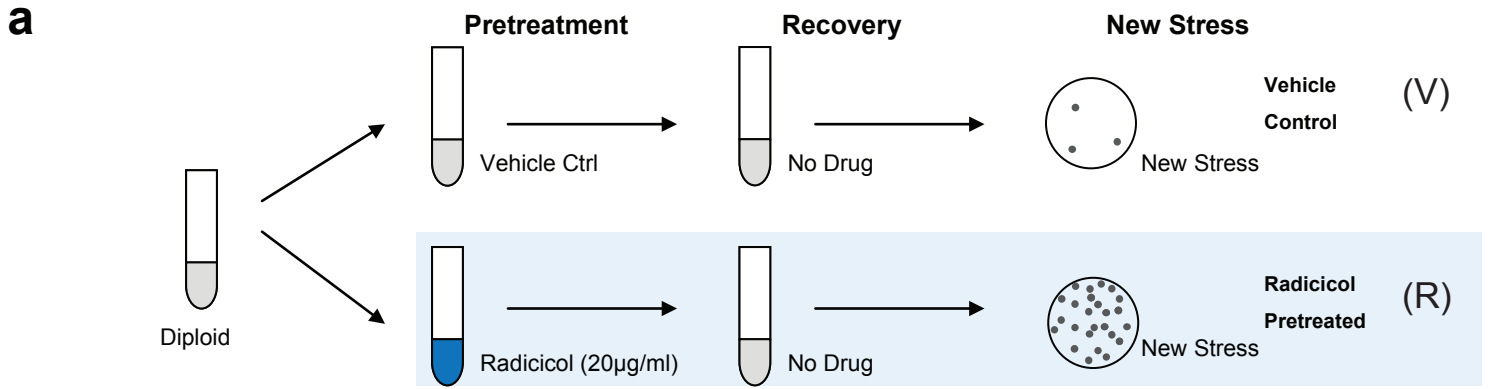 a
Pretreatment Recovery New Stress
Vehicle Ctrl No Drug New Stress Vehicle Control (V)
Diploid
Radicicol (20µg/ml) No Drug New Stress Radicicol Pretreated (R)